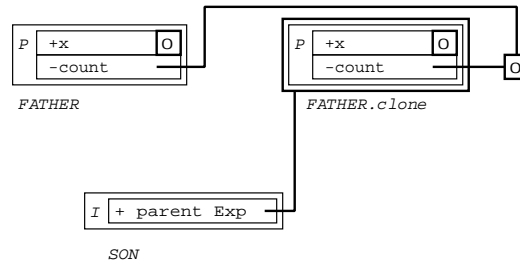 P +x O
-count
FATHER
P +x O
-count
O
FATHER.clone
I + parent Exp
SON